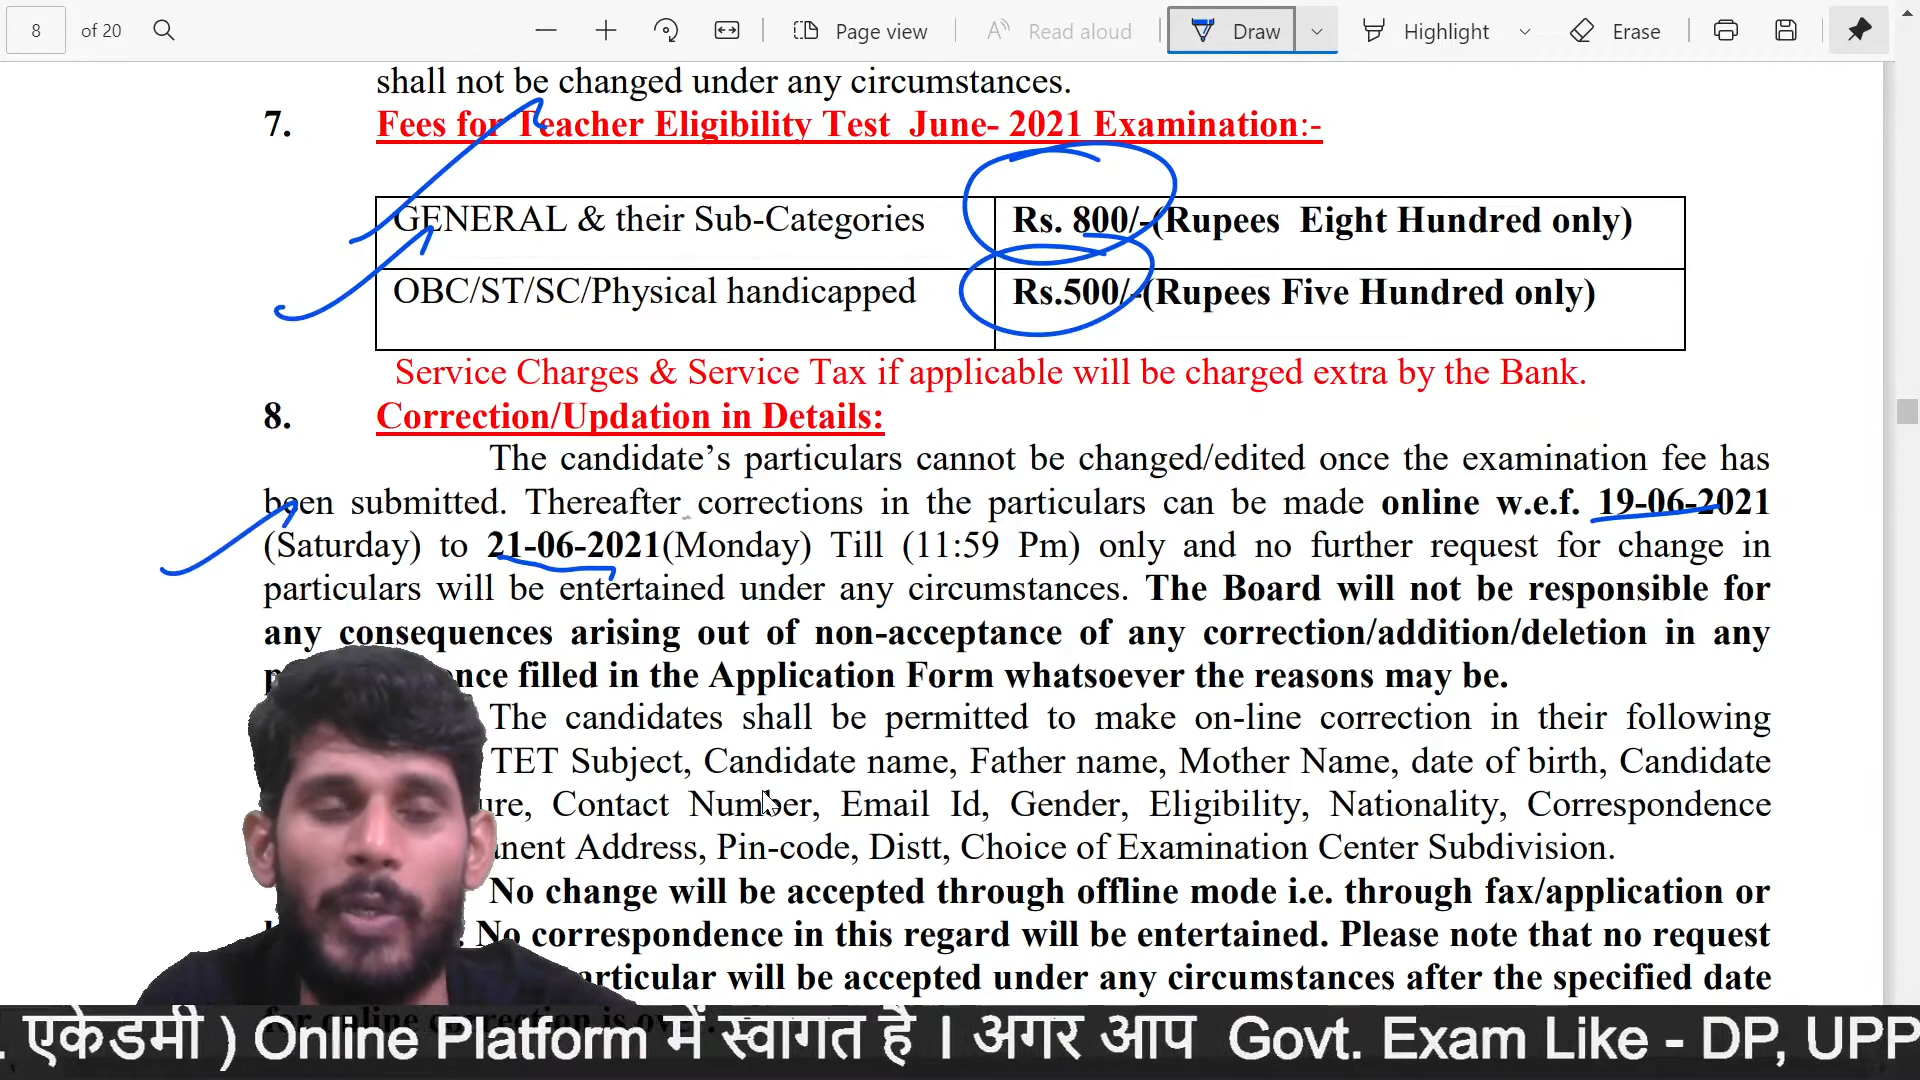 8 of 20 Page view Read aloud Draw Highlight Erase
shall not be changed under any circumstances.
7. Fees for Teacher Eligibility Test June- 2021 Examination:-
GENERAL & their Sub-Categories Rs. 800/-(Rupees Eight Hundred only)
OBC/ST/SC/Physical handicapped Rs.500/-(Rupees Five Hundred only)
Service Charges & Service Tax if applicable will be charged extra by the Bank.
8. Correction/Updation in Details:
The candidate’s particulars cannot be changed/edited once the examination fee has
been submitted. Thereafter corrections in the particulars can be made online w.e.f. 19-06-2021
(Saturday) to 21-06-2021(Monday) Till (11:59 Pm) only and no further request for change in
particulars will be entertained under any circumstances. The Board will not be responsible for
any consequences arising out of non-acceptance of any correction/addition/deletion in any
nce filled in the Application Form whatsoever the reasons may be.
The candidates shall be permitted to make on-line correction in their following
TET Subject, Candidate name, Father name, Mother Name, date of birth, Candidate
ure, Contact Number, Email Id, Gender, Eligibility, Nationality, Correspondence
nent Address, Pin-code, Distt, Choice of Examination Center Subdivision.
No change will be accepted through offline mode i.e. through fax/application or
No correspondence in this regard will be entertained. Please note that no request
articular will be accepted under any circumstances after the specified date
. एकेडमी ) Online Platform में स्वागत है । अगर आप Govt. Exam Like - DP, UPP